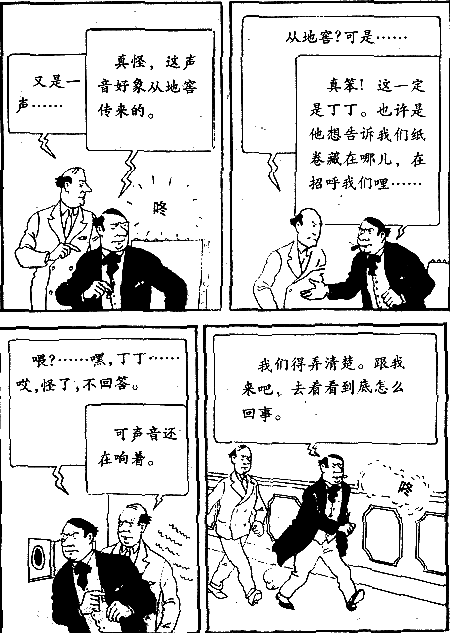 又是一
声……
真怪，这声
音好象从地窖
传来的。
咚
从地窖？可是……
真笨！这一定
是丁丁。也许是
他想告诉我们纸
卷藏在哪儿，在
招呼我们哩……
喂？……嘿，丁丁……
哎，怪了，不回答。
可声音还
在响着。
我们得弄清楚。跟我
来吧，去看看到底怎么
回事。
咚